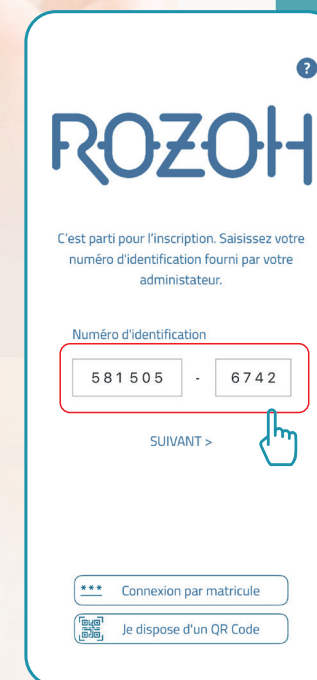 ?
ROZOH
C'est parti pour l'inscription. Saisissez votre
numéro d'identification fourni par votre
administateur.
Numéro d'identification
581505 - 6742
SUIVANT >
*** Connexion par matricule
Je dispose d'un QR Code